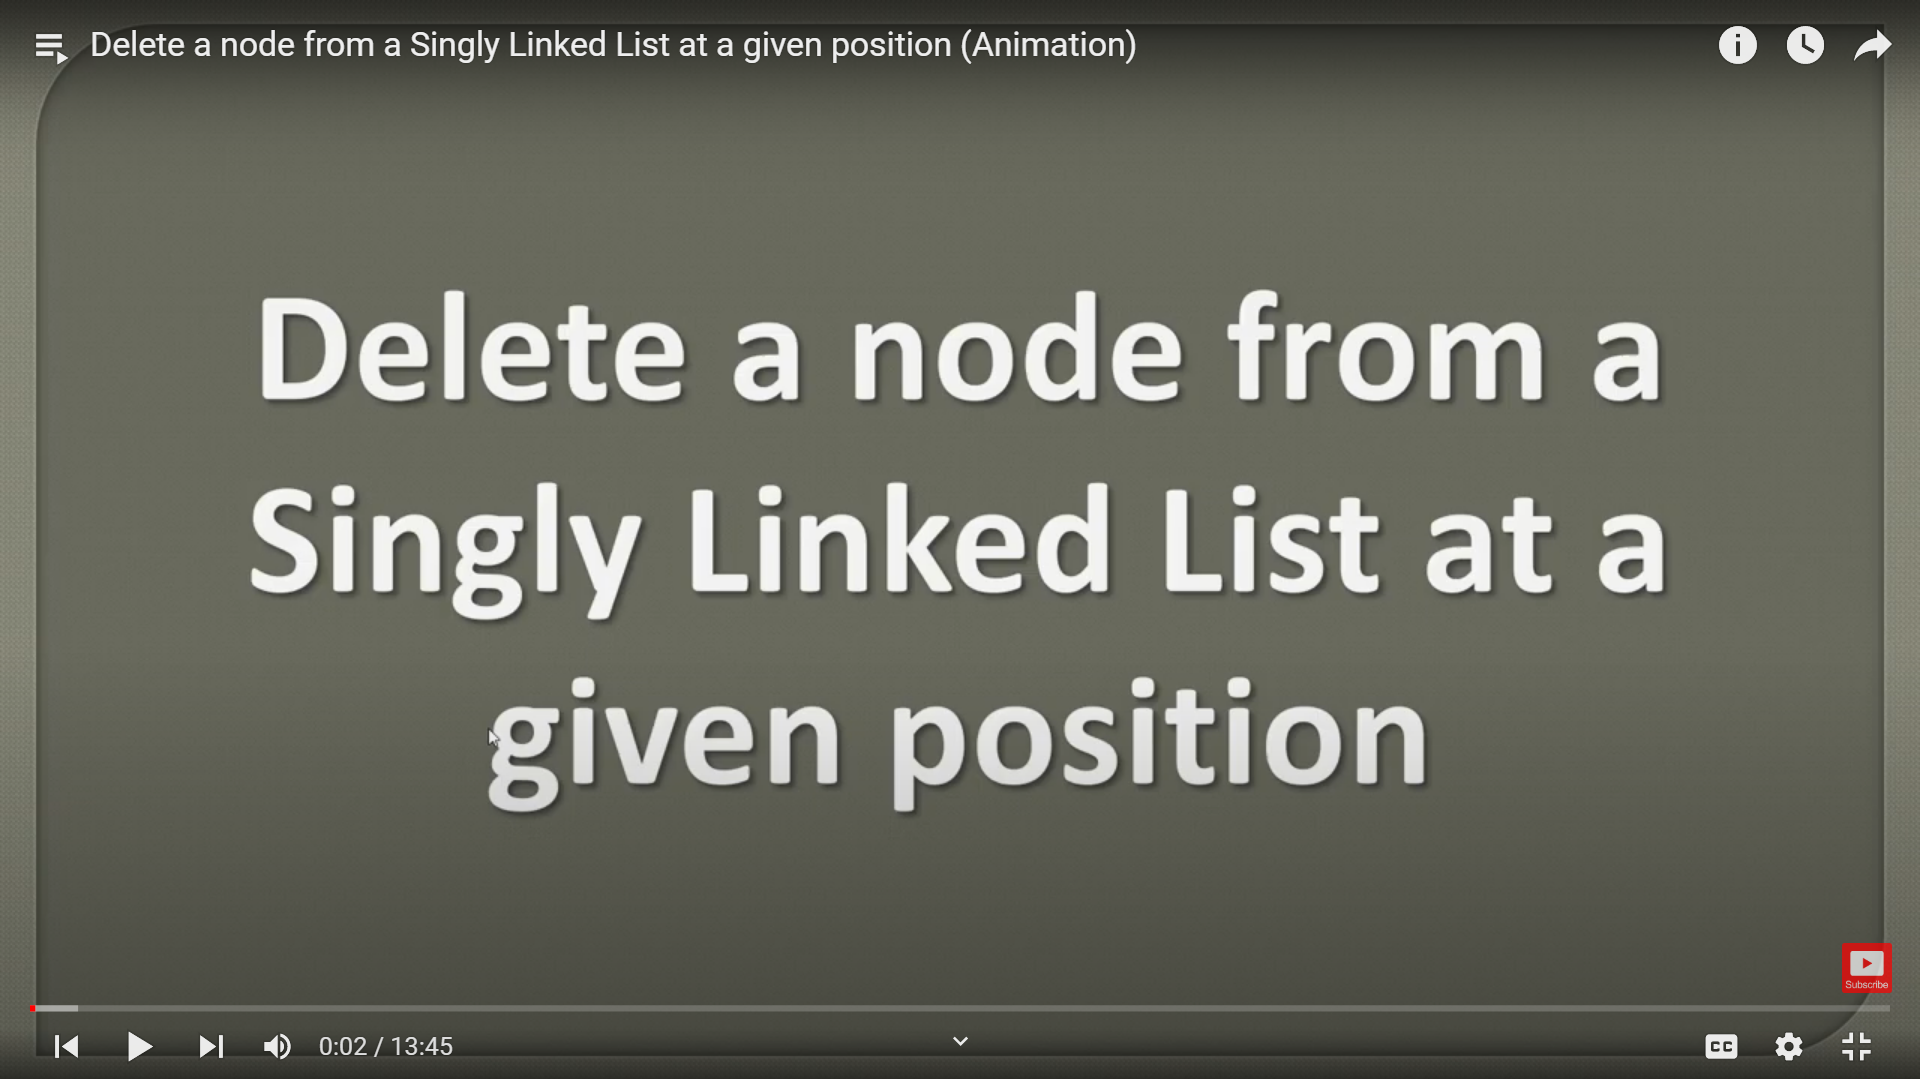 Delete a node from a Singly Linked List at a given position (Animation)
Delete a node from a
Singly Linked List at a
given position
Subscribe
0:02 / 13:45
CC